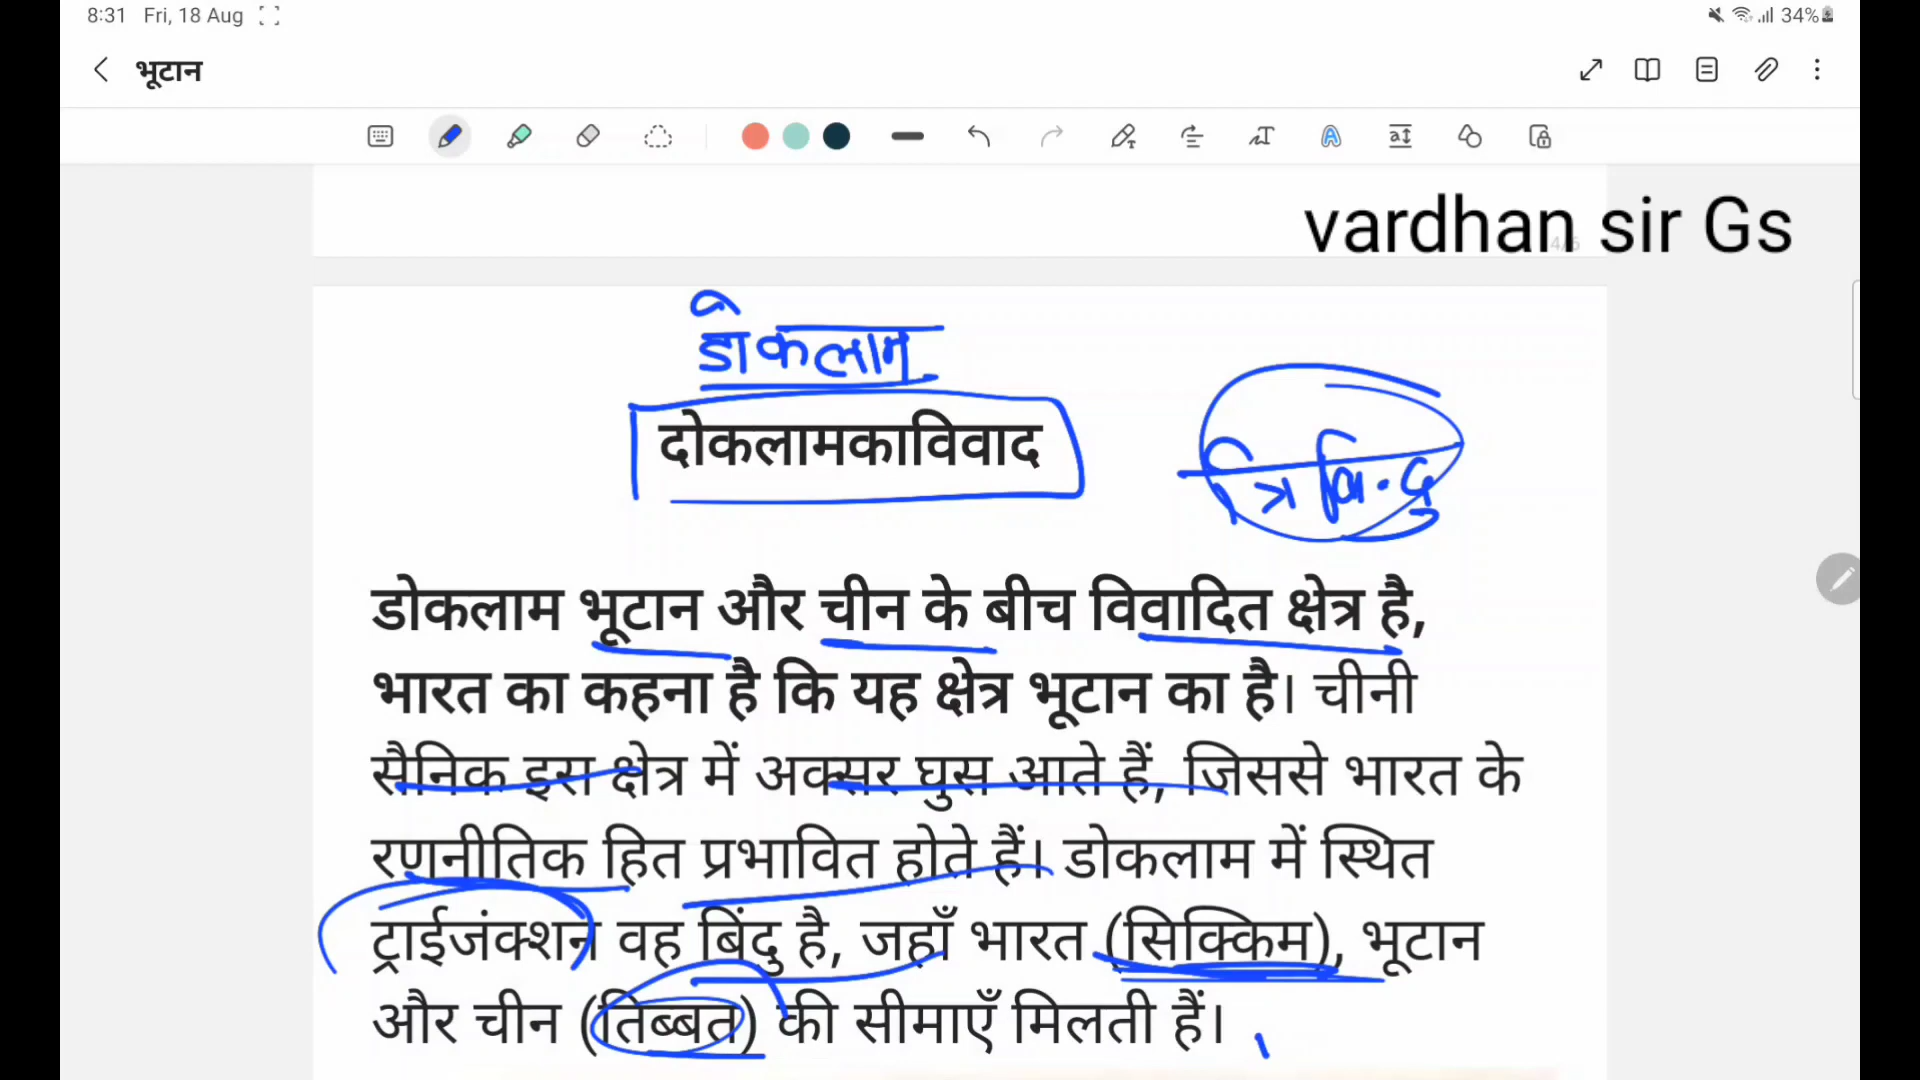 8:31 Fri, 18 Aug
34%
भूटान
vardhan sir Gs
डोकलाम
दोकलामकाविवाद
त्रि बिन्दु
डोकलाम भूटान और चीन के बीच विवादित क्षेत्र है,
भारत का कहना है कि यह क्षेत्र भूटान का है। चीनी
सैनिक इस क्षेत्र में अक्सर घुस आते हैं, जिससे भारत के
रणनीतिक हित प्रभावित होते हैं। डोकलाम में स्थित
ट्राईजंक्शन वह बिंदु है, जहाँ भारत (सिक्किम), भूटान
और चीन (तिब्बत) की सीमाएँ मिलती हैं।